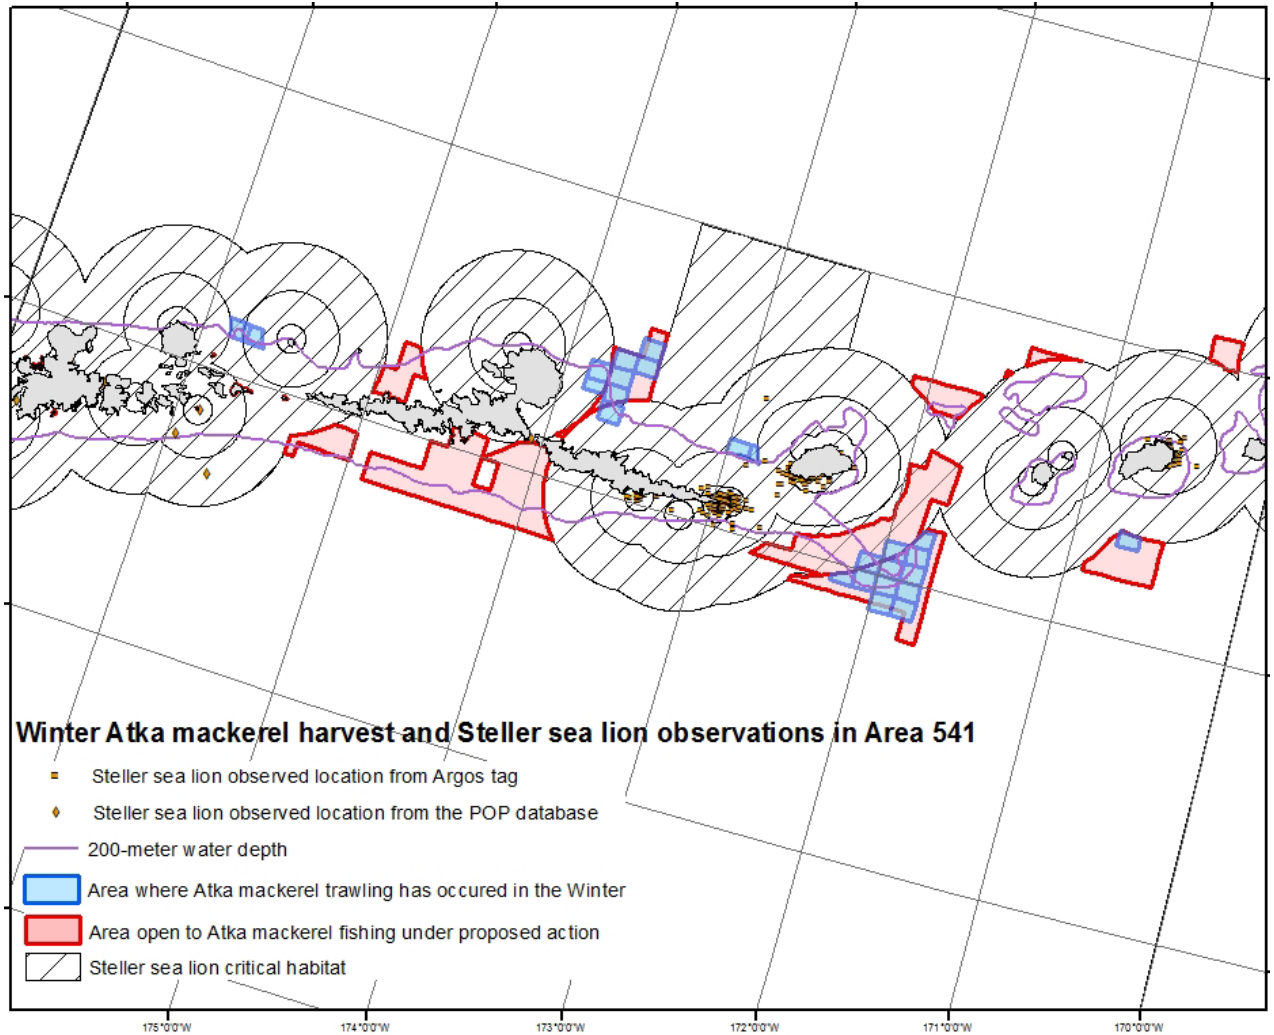 Winter Atka mackerel harvest and Steller sea lion observations in Area 541
Steller sea lion observed location from Argos tag
Steller sea lion observed location from the POP database
200-meter water depth
Area where Atka mackerel trawling has occured in the Winter
Area open to Atka mackerel fishing under proposed action
Steller sea lion critical habitat
175°0'0"W 174°0'0"W 173°0'0"W 172°0'0"W 171°0'0"W 170°0'0"W